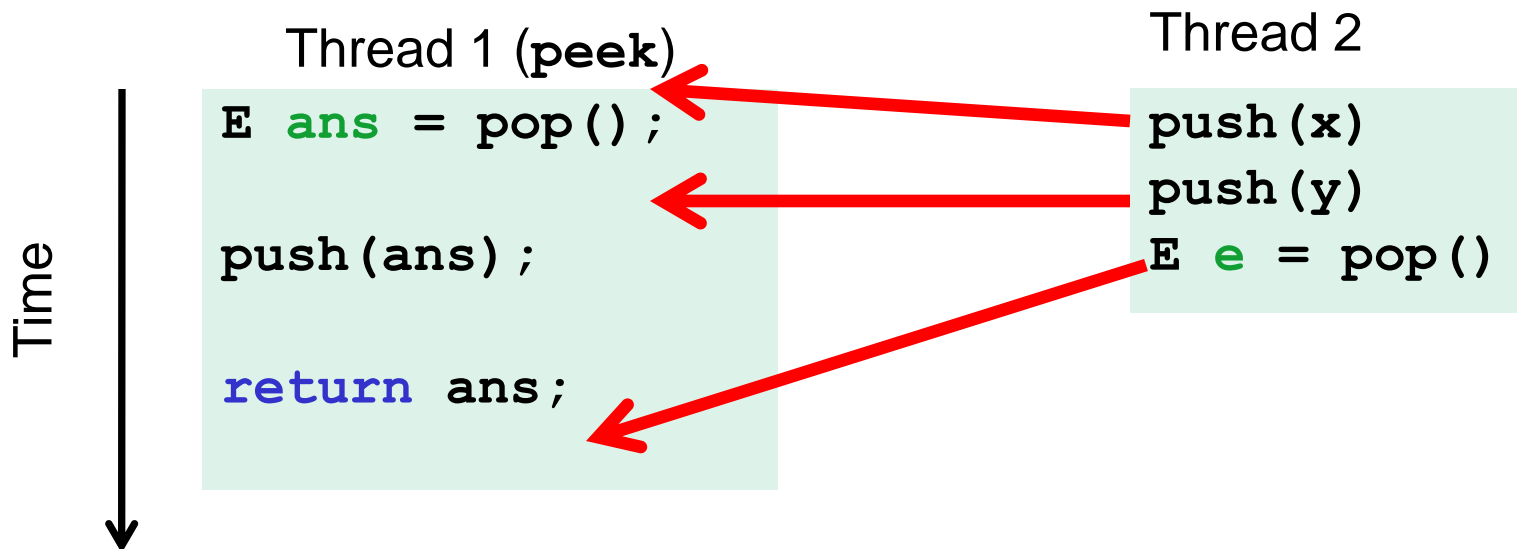 Thread 1 (peek)
E ans = pop();
push(ans);
return ans;
Thread 2
push(x)
push(y)
E e = pop()
Time